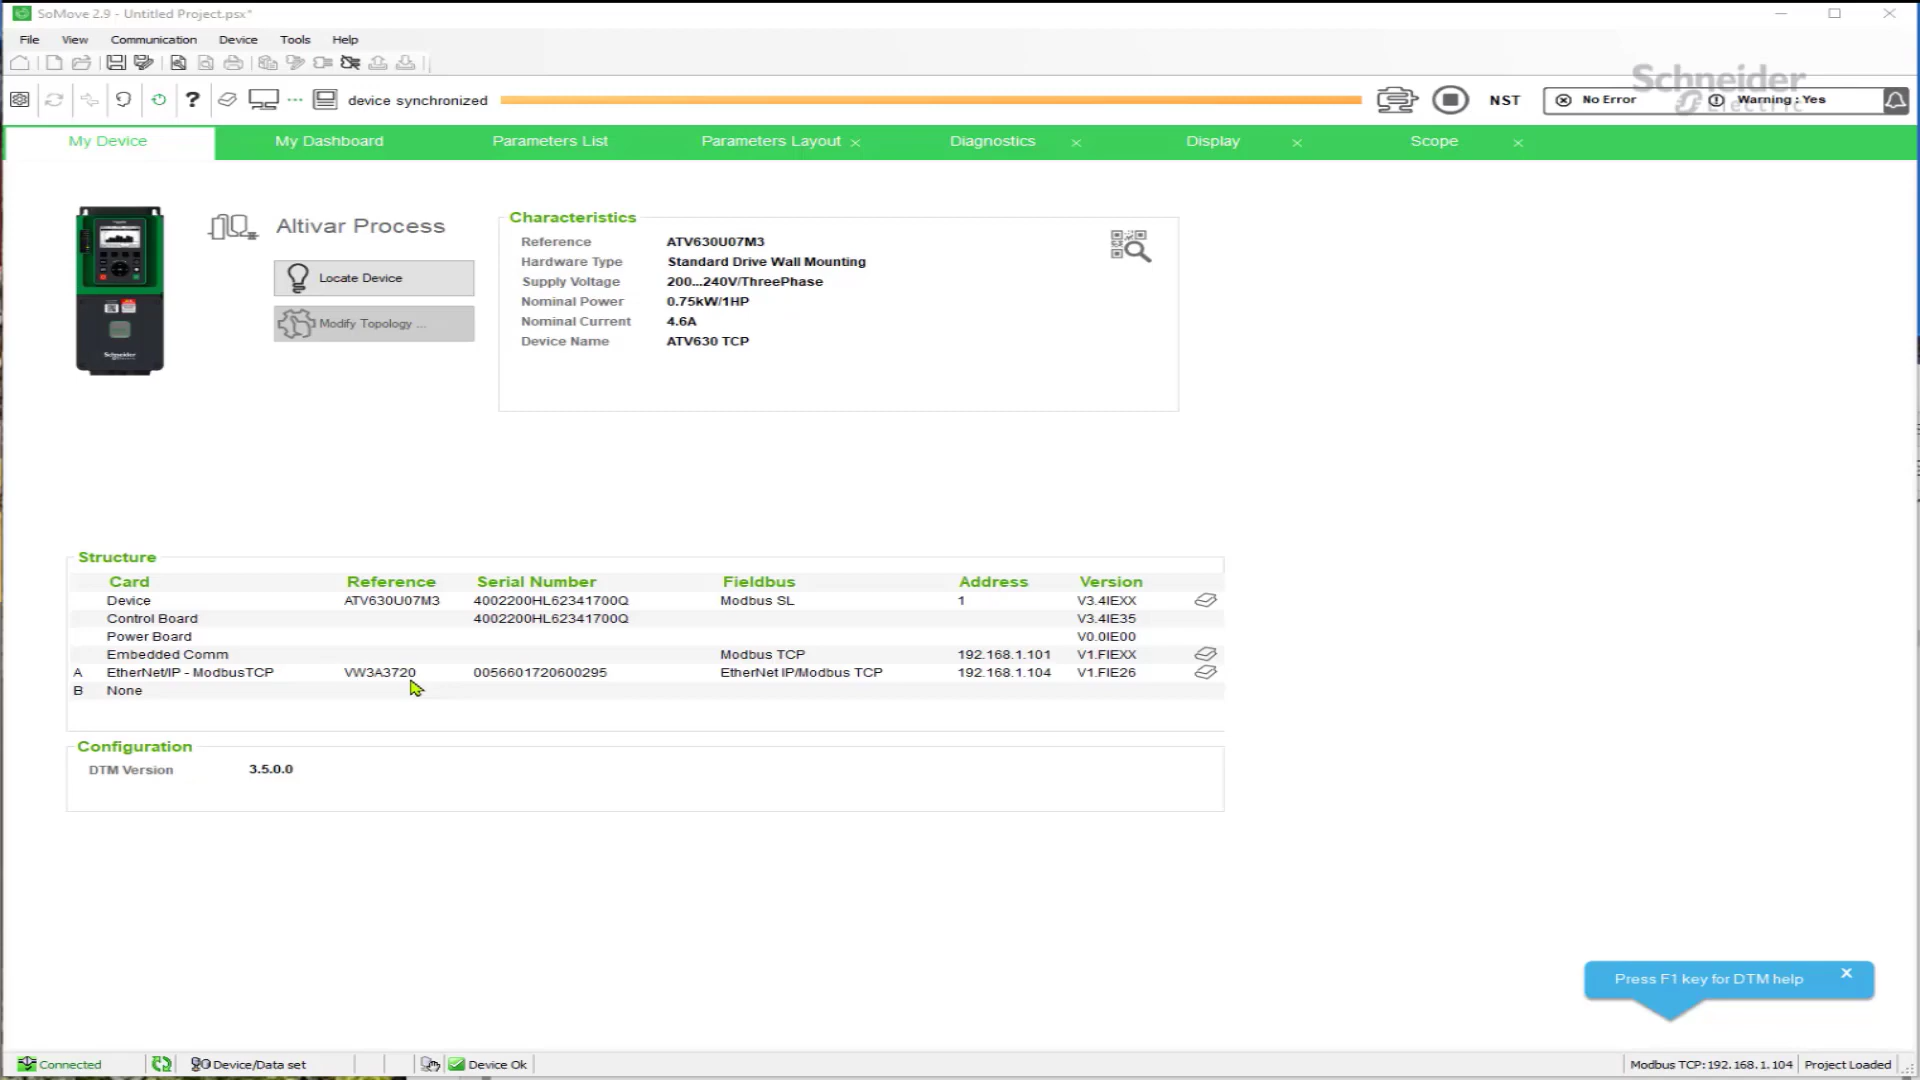 SoMove 2.9 - Untitled Project.psx*
File View Communication Device Tools Help
device synchronized
NST
No Error
Warning : Yes
Schneider
Electric
My Device
My Dashboard
Parameters List
Parameters Layout
Diagnostics
Display
Scope
Altivar Process
Locate Device
Modify Topology ...
Schneider
Characteristics
Reference ATV630U07M3
Hardware Type Standard Drive Wall Mounting
Supply Voltage 200...240V/ThreePhase
Nominal Power 0.75kW/1HP
Nominal Current 4.6A
Device Name ATV630 TCP
Structure
Card Reference Serial Number Fieldbus Address Version
Device ATV630U07M3 4002200HL62341700Q Modbus SL 1 V3.4IEXX
Control Board 4002200HL62341700Q V3.4IE35
Power Board V0.0IE00
Embedded Comm Modbus TCP 192.168.1.101 V1.FIEXX
A EtherNet/IP - ModbusTCP VW3A3720 0056601720600295 EtherNet IP/Modbus TCP 192.168.1.104 V1.FIE26
B None
Configuration
DTM Version 3.5.0.0
Press F1 key for DTM help
Connected
Device/Data set
Device Ok
Modbus TCP:192.168.1.104
Project Loaded